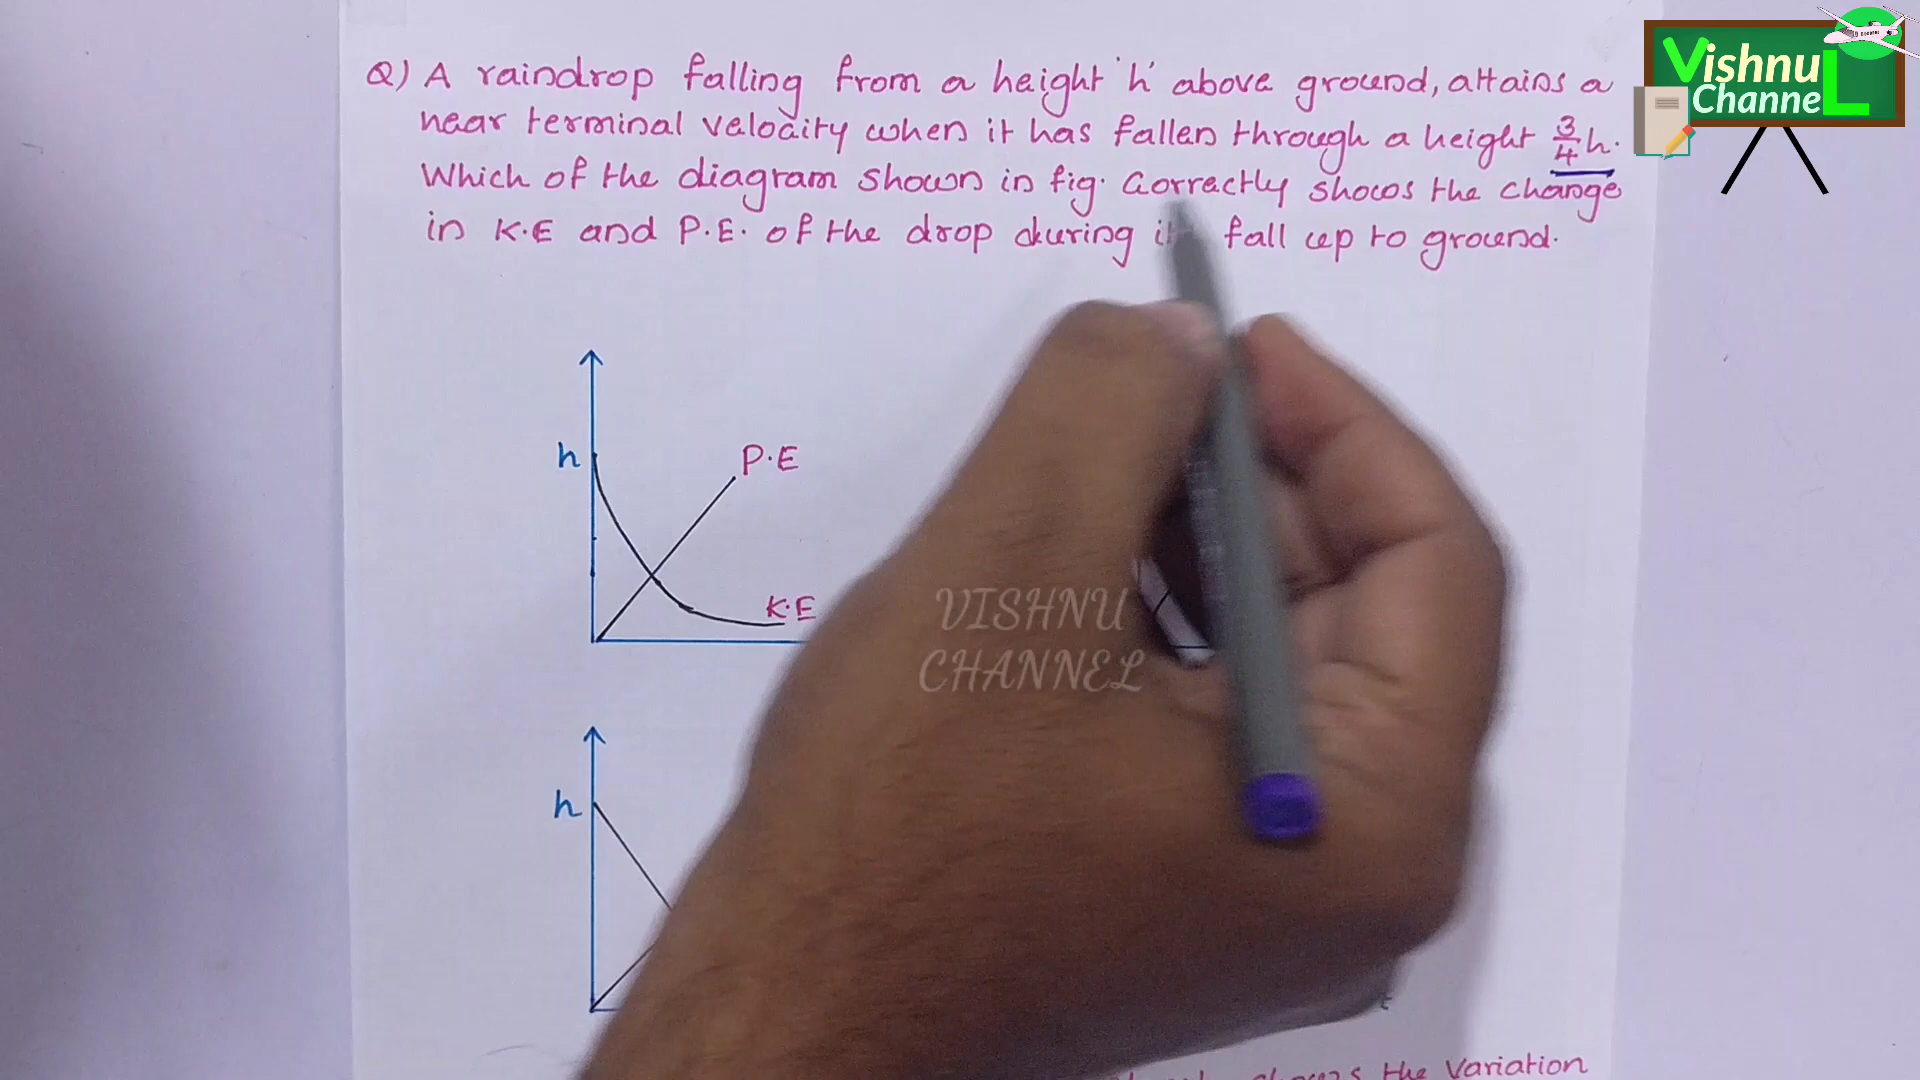 Vishnu
ChanneL
Q) A raindrop falling from a height 'h' above ground, attains a
near terminal velocity when it has fallen through a height 3/4 h.
Which of the diagram shown in fig. Correctly shows the change
in K.E and P.E. of the drop during fall up to ground.
h
P.E
K.E
VISHNU
CHANNEL
h
t
shows the Variation